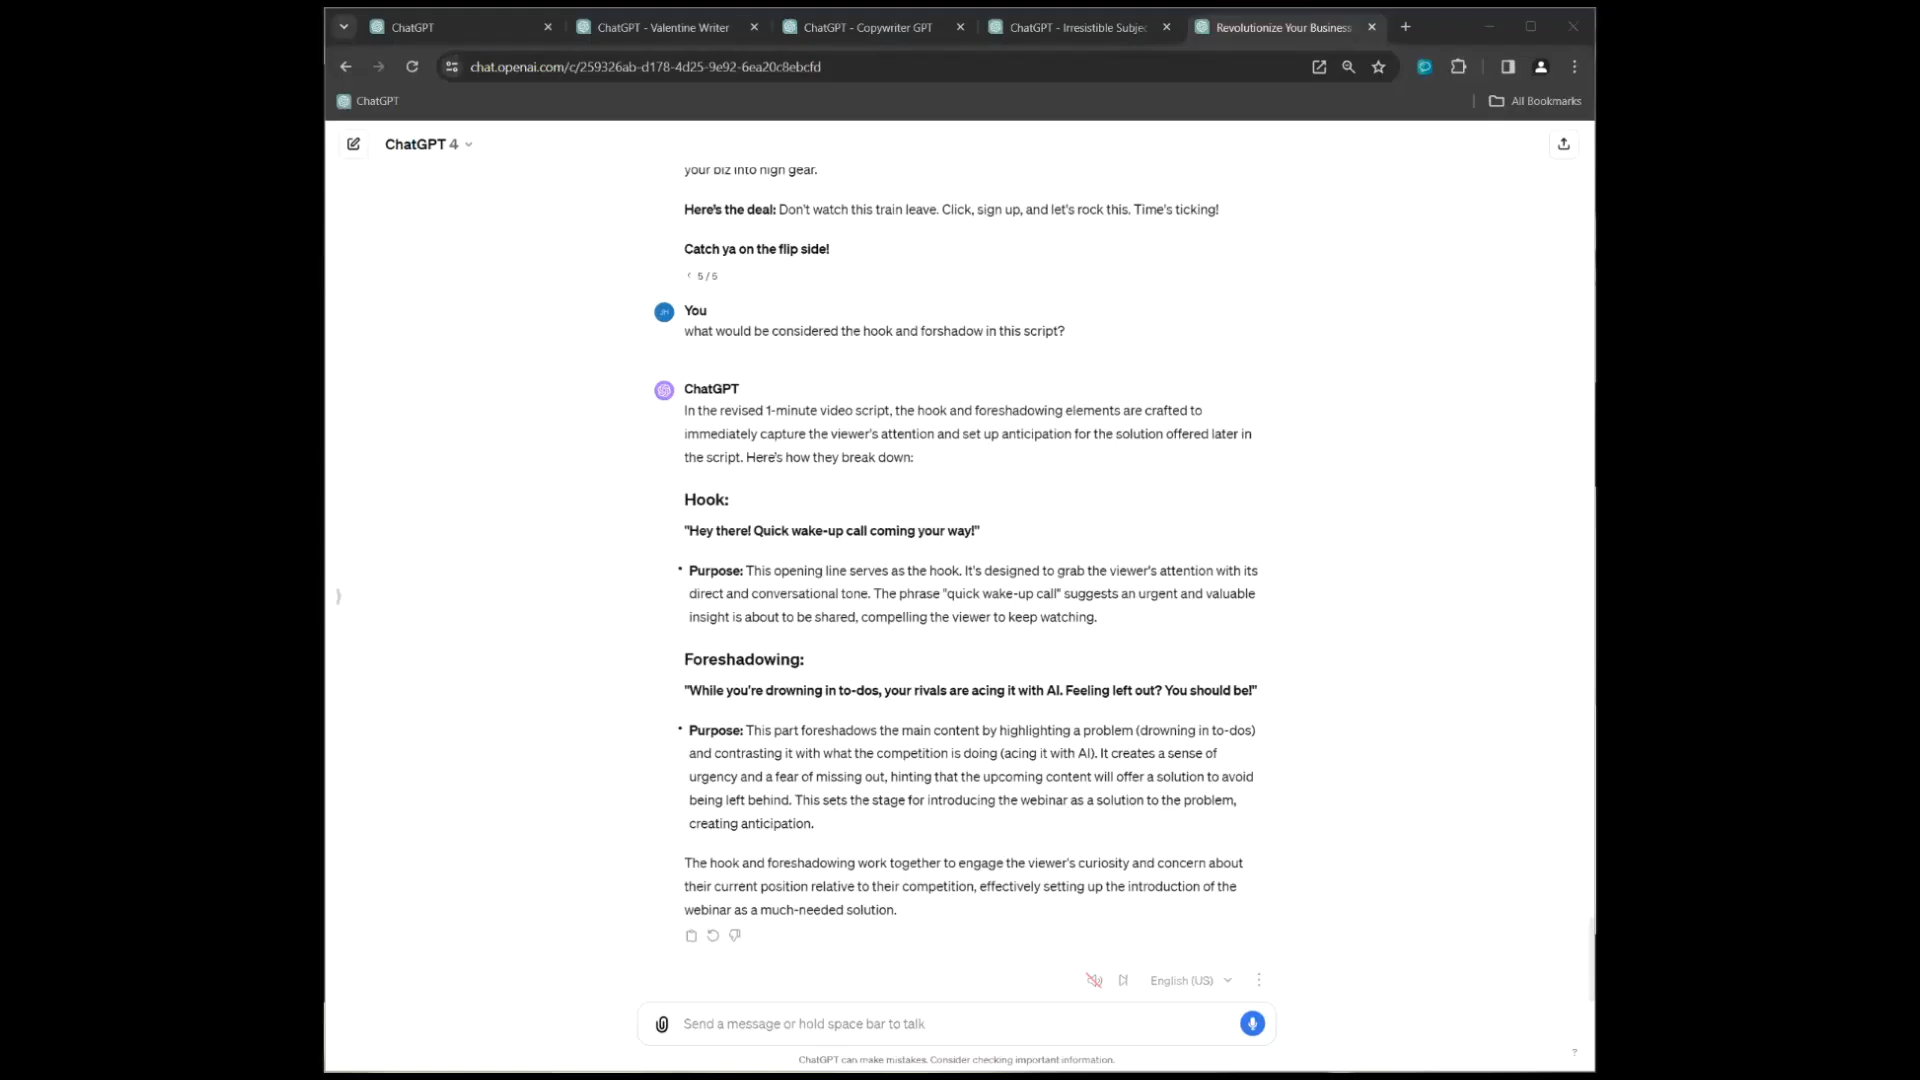 ChatGPT
ChatGPT - Valentine Writer
ChatGPT - Copywriter GPT
ChatGPT - Irresistible Subjec
Revolutionize Your Business
chat.openai.com/c/259326ab-d178-4d25-9e92-6ea20c8ebcfd
ChatGPT
All Bookmarks
ChatGPT 4
your biz into high gear.
Here's the deal: Don't watch this train leave. Click, sign up, and let's rock this. Time's ticking!
Catch ya on the flip side!
5 / 5
JH
You
what would be considered the hook and forshadow in this script?
ChatGPT
In the revised 1-minute video script, the hook and foreshadowing elements are crafted to
immediately capture the viewer's attention and set up anticipation for the solution offered later in
the script. Here's how they break down:
Hook:
"Hey there! Quick wake-up call coming your way!"
• Purpose: This opening line serves as the hook. It's designed to grab the viewer's attention with its
direct and conversational tone. The phrase "quick wake-up call" suggests an urgent and valuable
insight is about to be shared, compelling the viewer to keep watching.
Foreshadowing:
"While you're drowning in to-dos, your rivals are acing it with AI. Feeling left out? You should be!"
• Purpose: This part foreshadows the main content by highlighting a problem (drowning in to-dos)
and contrasting it with what the competition is doing (acing it with AI). It creates a sense of
urgency and a fear of missing out, hinting that the upcoming content will offer a solution to avoid
being left behind. This sets the stage for introducing the webinar as a solution to the problem,
creating anticipation.
The hook and foreshadowing work together to engage the viewer's curiosity and concern about
their current position relative to their competition, effectively setting up the introduction of the
webinar as a much-needed solution.
English (US)
Send a message or hold space bar to talk
ChatGPT can make mistakes. Consider checking important information.
?